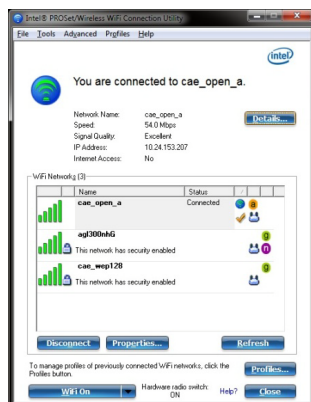 Intel® PROSet/Wireless WiFi Connection Utility
File Tools Advanced Profiles Help
intel
You are connected to cae_open_a.
Network Name: cae_open_a
Speed: 54.0 Mbps
Signal Quality: Excellent
IP Address: 10.24.153.207
Internet Access: No
Details...
WiFi Networks (3)
Name Status
cae_open_a Connected
a
agl300nhG
g
This network has security enabled
n
cae_wep128
g
This network has security enabled
Disconnect Properties... Refresh
To manage profiles of previously connected WiFi networks, click the
Profiles button.
Profiles...
WiFi On
Hardware radio switch:
ON
Help?
Close